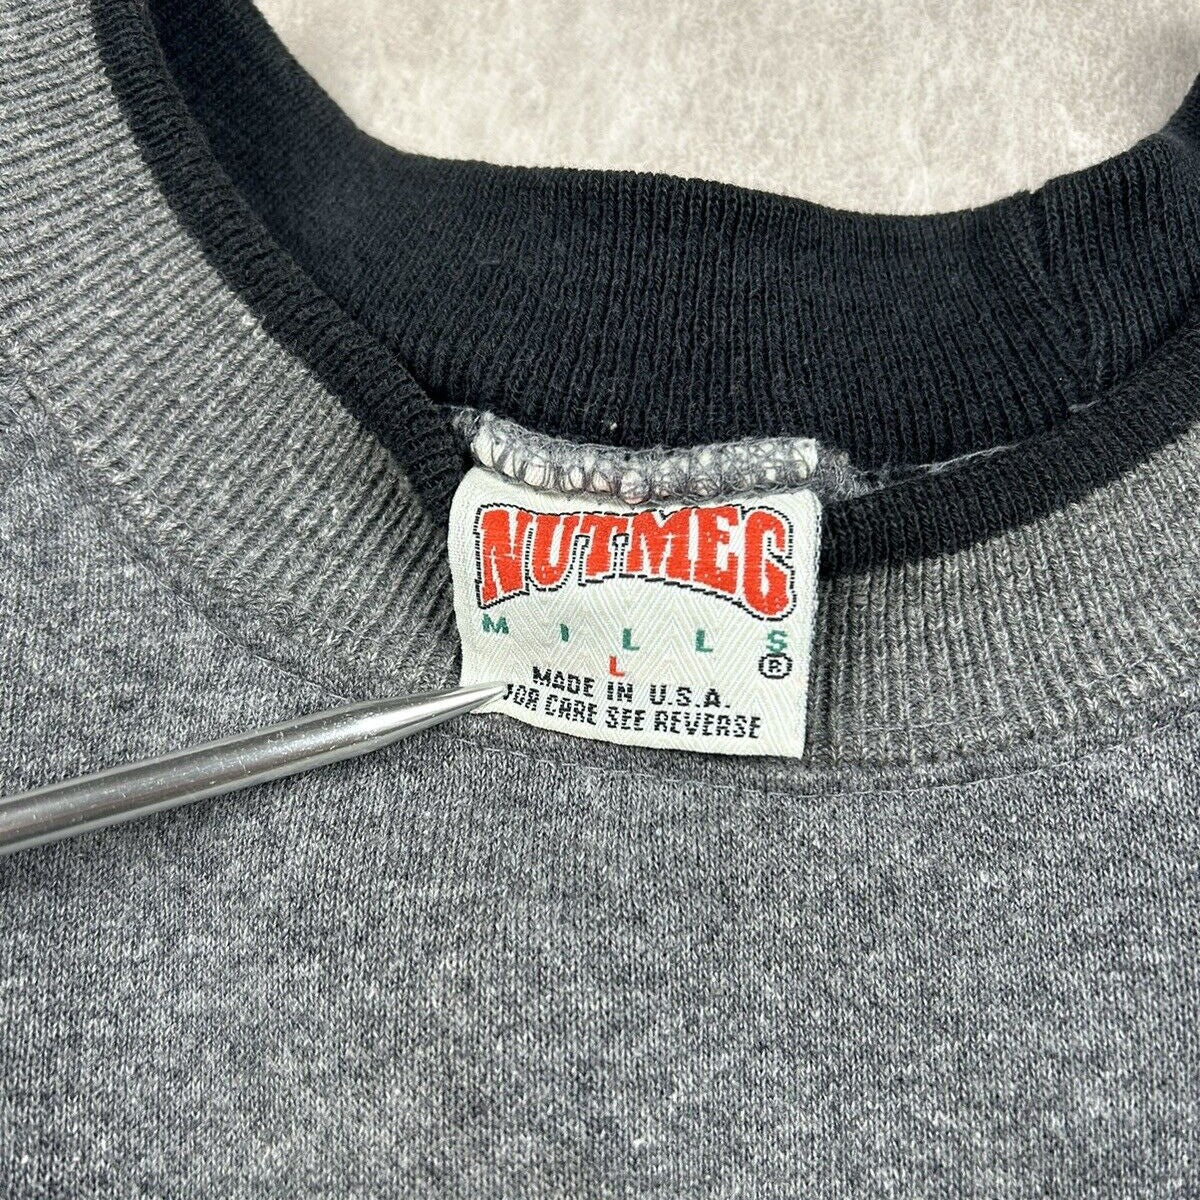 NUTMEG
MILLS
®
L
MADE IN U.S.A.
FOR CARE SEE REVERSE